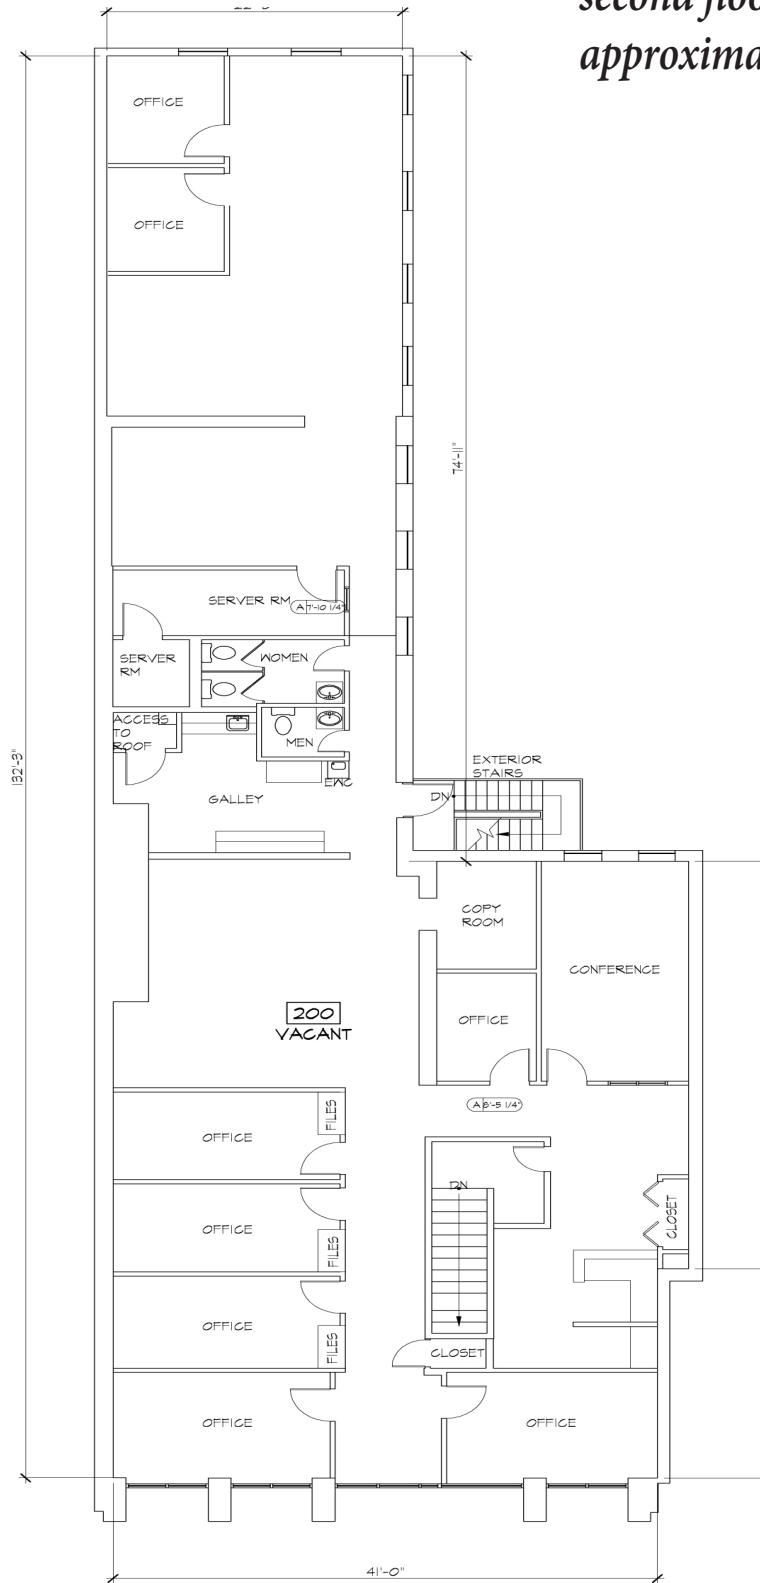 second floo
approxima
OFFICE
OFFICE
74'-11"
SERVER RM
A 7'-10 1/4"
SERVER
RM
WOMEN
ACCESS
TO
ROOF
MEN
EWC
132'-3"
GALLEY
EXTERIOR
STAIRS
DN
COPY
ROOM
CONFERENCE
OFFICE
200
VACANT
A 6'-5 1/4"
FILES
OFFICE
DN
CLOSET
OFFICE
FILES
OFFICE
FILES
CLOSET
OFFICE
OFFICE
41'-0"